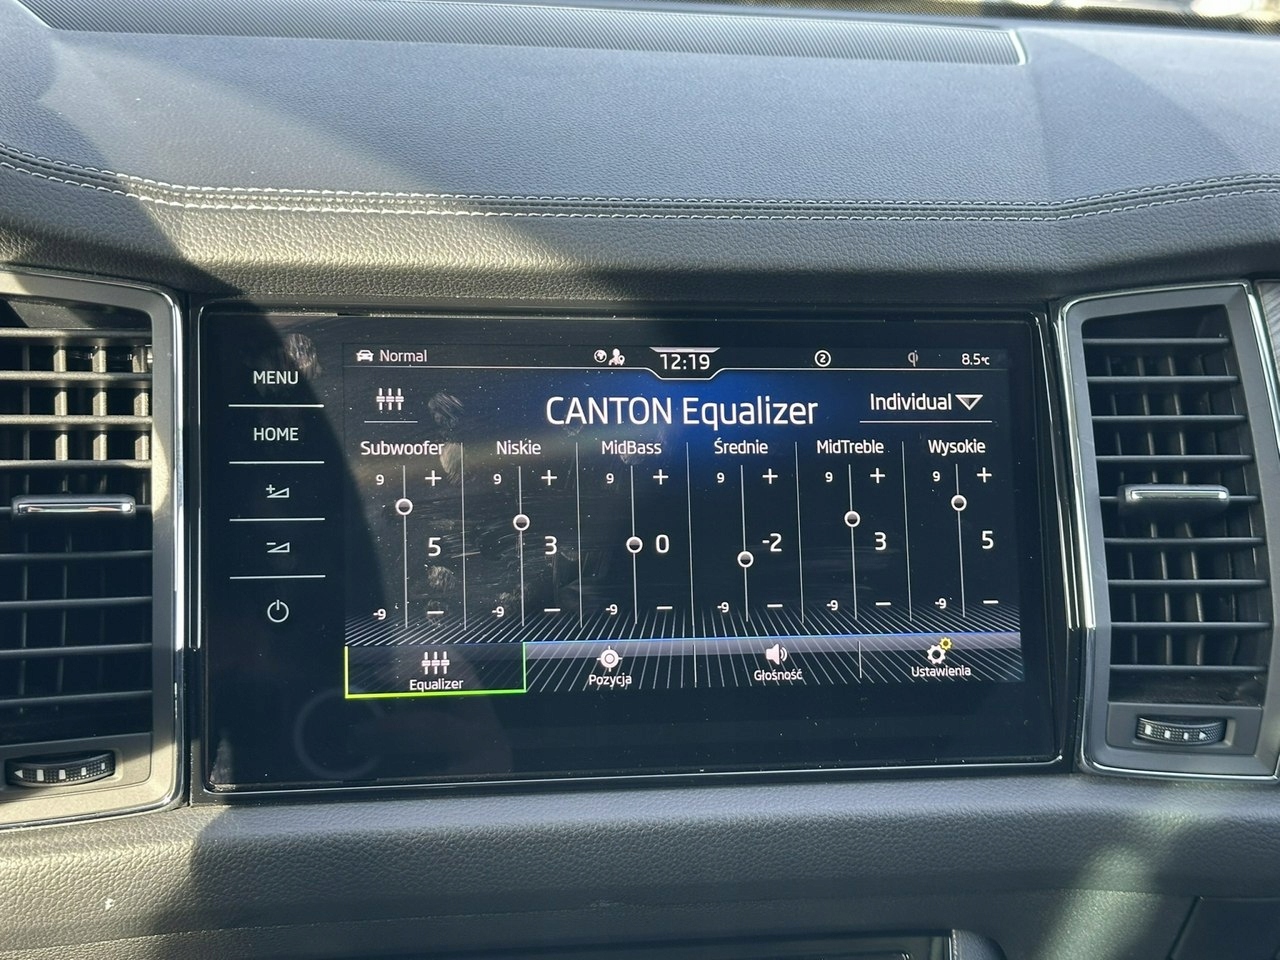 Normal 12:19 2 8.5°C
MENU
HOME
CANTON Equalizer Individual
Subwoofer Niskie MidBass Średnie MidTreble Wysokie
9 + 9 + 9 + 9 + 9 + 9 +
5 3 0 -2 3 5
-9 − -9 − -9 − -9 − -9 − -9 −
Equalizer Pozycja Głośność Ustawienia